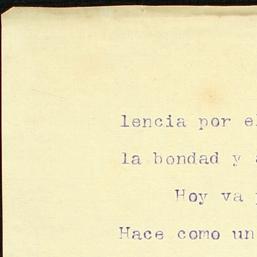 lencia por el
la bondad y a
Hoy va
Hace como un